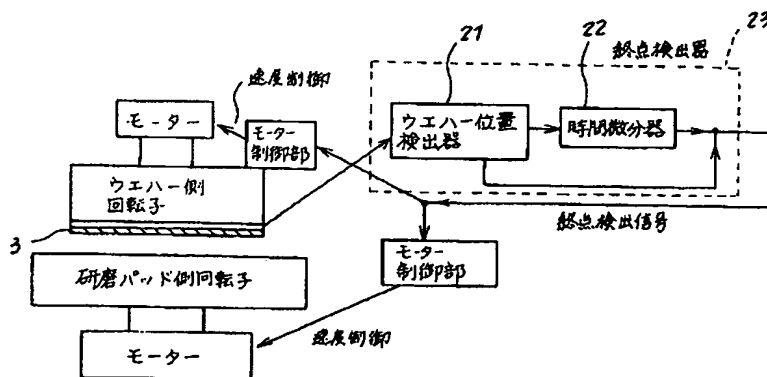 23
21
22
終点検出器
速度制御
モーター
モーター
制御部
ウエハー位置
検出器
時間微分器
ウエハー側
回転子
3
終点検出信号
モーター
制御部
研磨パッド側回転子
速度制御
モーター